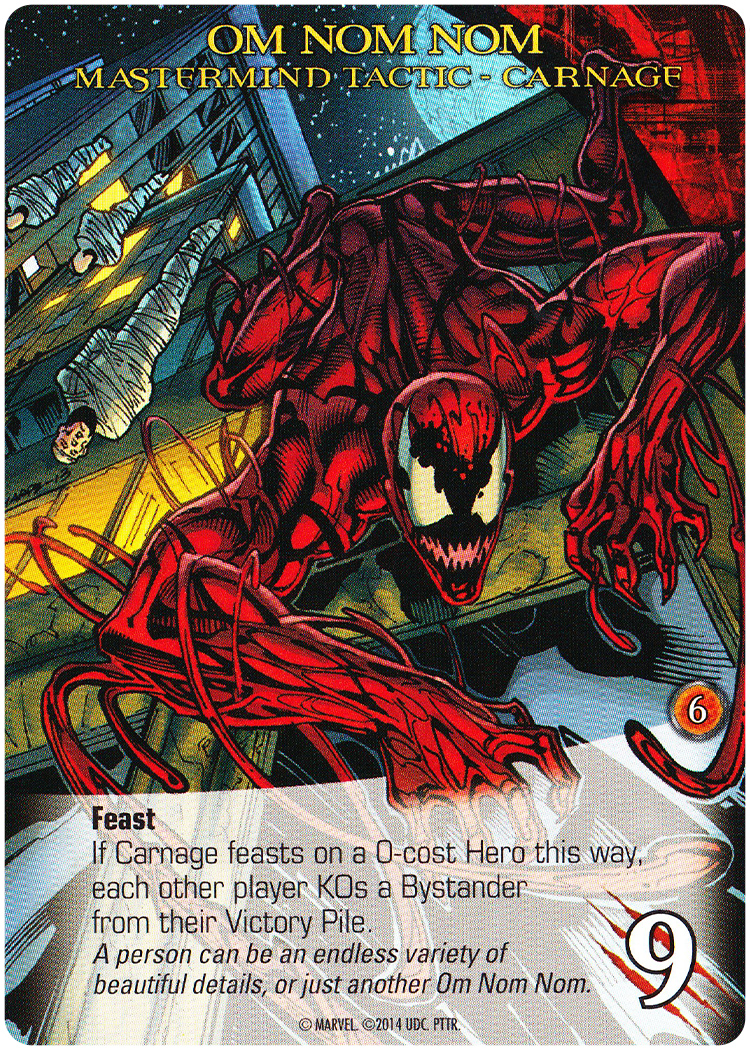 OM NOM NOM
MASTERMIND TACTIC - CARNAGE
6
Feast
If Carnage feasts on a 0-cost Hero this way,
each other player KOs a Bystander
from their Victory Pile.
A person can be an endless variety of
beautiful details, or just another Om Nom Nom.
9
© MARVEL. ©2014 UDC. PTTR.